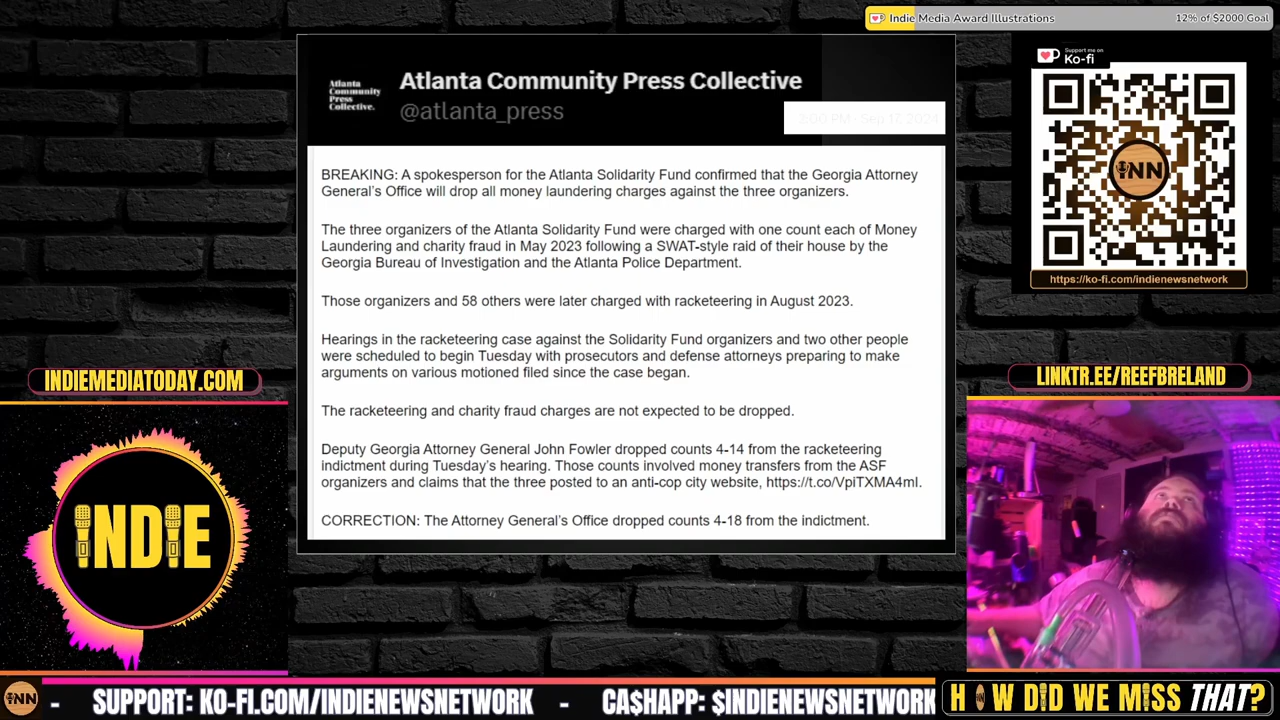 Indie Media Award Illustrations 12% of $2000 Goal
Atlanta
Community
Press
Collective.
Atlanta Community Press Collective
@atlanta_press
3:00 PM · Sep 17, 2024
BREAKING: A spokesperson for the Atlanta Solidarity Fund confirmed that the Georgia Attorney
General's Office will drop all money laundering charges against the three organizers.
The three organizers of the Atlanta Solidarity Fund were charged with one count each of Money
Laundering and charity fraud in May 2023 following a SWAT-style raid of their house by the
Georgia Bureau of Investigation and the Atlanta Police Department.
Those organizers and 58 others were later charged with racketeering in August 2023.
Hearings in the racketeering case against the Solidarity Fund organizers and two other people
were scheduled to begin Tuesday with prosecutors and defense attorneys preparing to make
arguments on various motioned filed since the case began.
The racketeering and charity fraud charges are not expected to be dropped.
Deputy Georgia Attorney General John Fowler dropped counts 4-14 from the racketeering
indictment during Tuesday's hearing. Those counts involved money transfers from the ASF
organizers and claims that the three posted to an anti-cop city website, https://t.co/VpiTXMA4ml.
CORRECTION: The Attorney General's Office dropped counts 4-18 from the indictment.
Support me on
Ko-fi
INN
https://ko-fi.com/indienewsnetwork
INDIEMEDIATODAY.COM
LINKTR.EE/REEFBRELAND
INDIE
INN - SUPPORT: KO-FI.COM/INDIENEWSNETWORK - CA$HAPP: $INDIENEWSNETWORK
HOW DID WE MISS THAT?